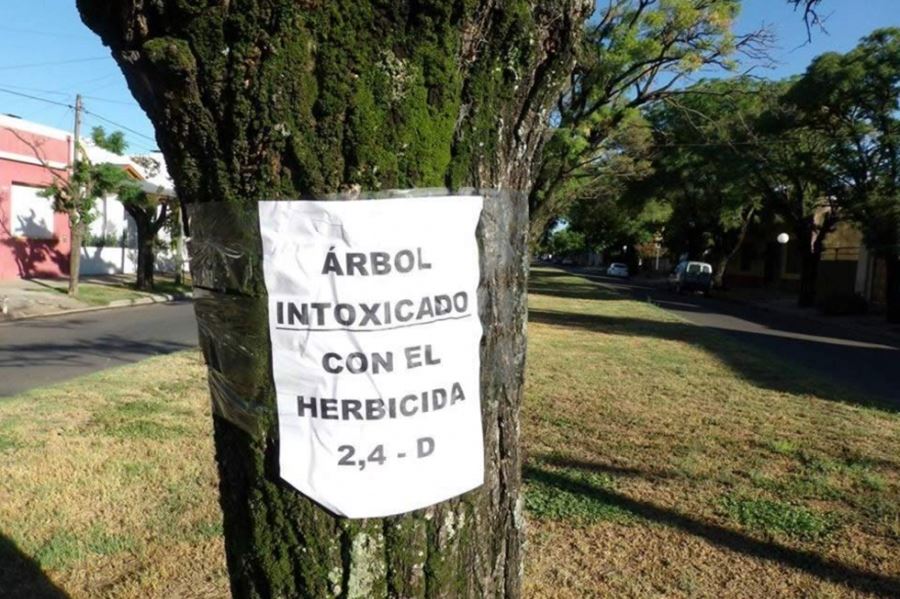 ÁRBOL
INTOXICADO
CON EL
HERBICIDA
2,4 - D